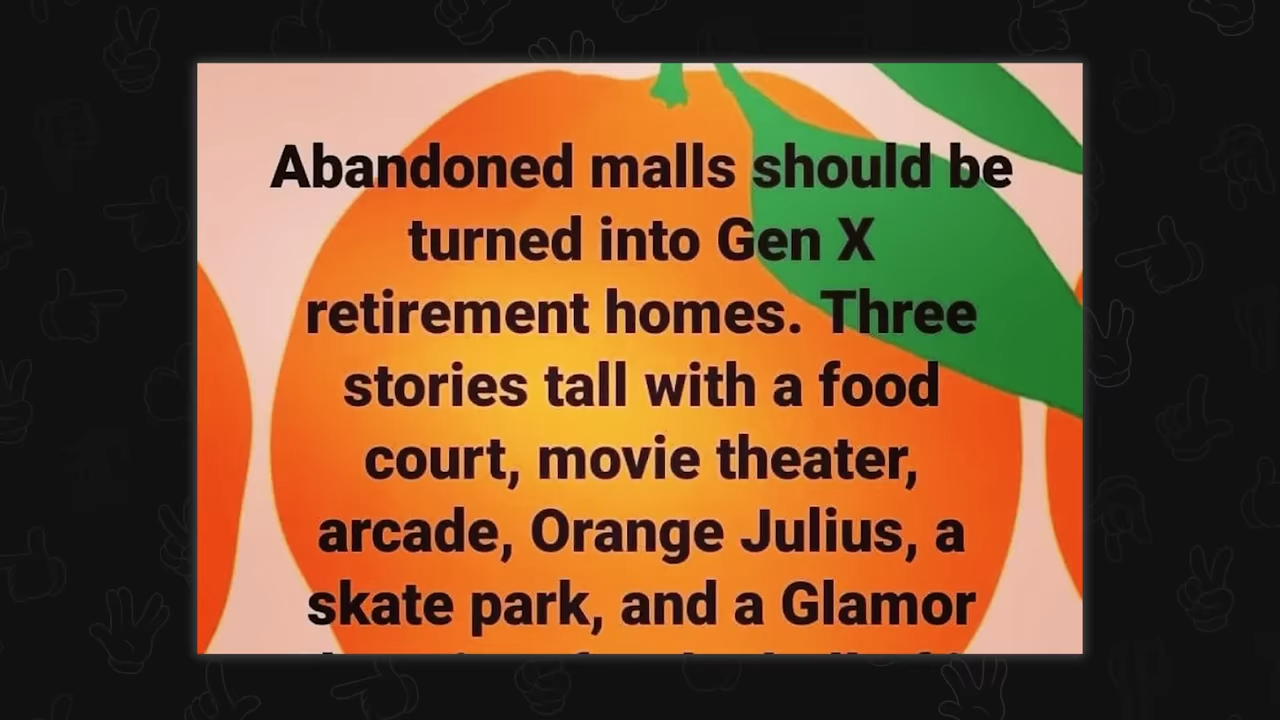 Abandoned malls should be
turned into Gen X
retirement homes. Three
stories tall with a food
court, movie theater,
arcade, Orange Julius, a
skate park, and a Glamor